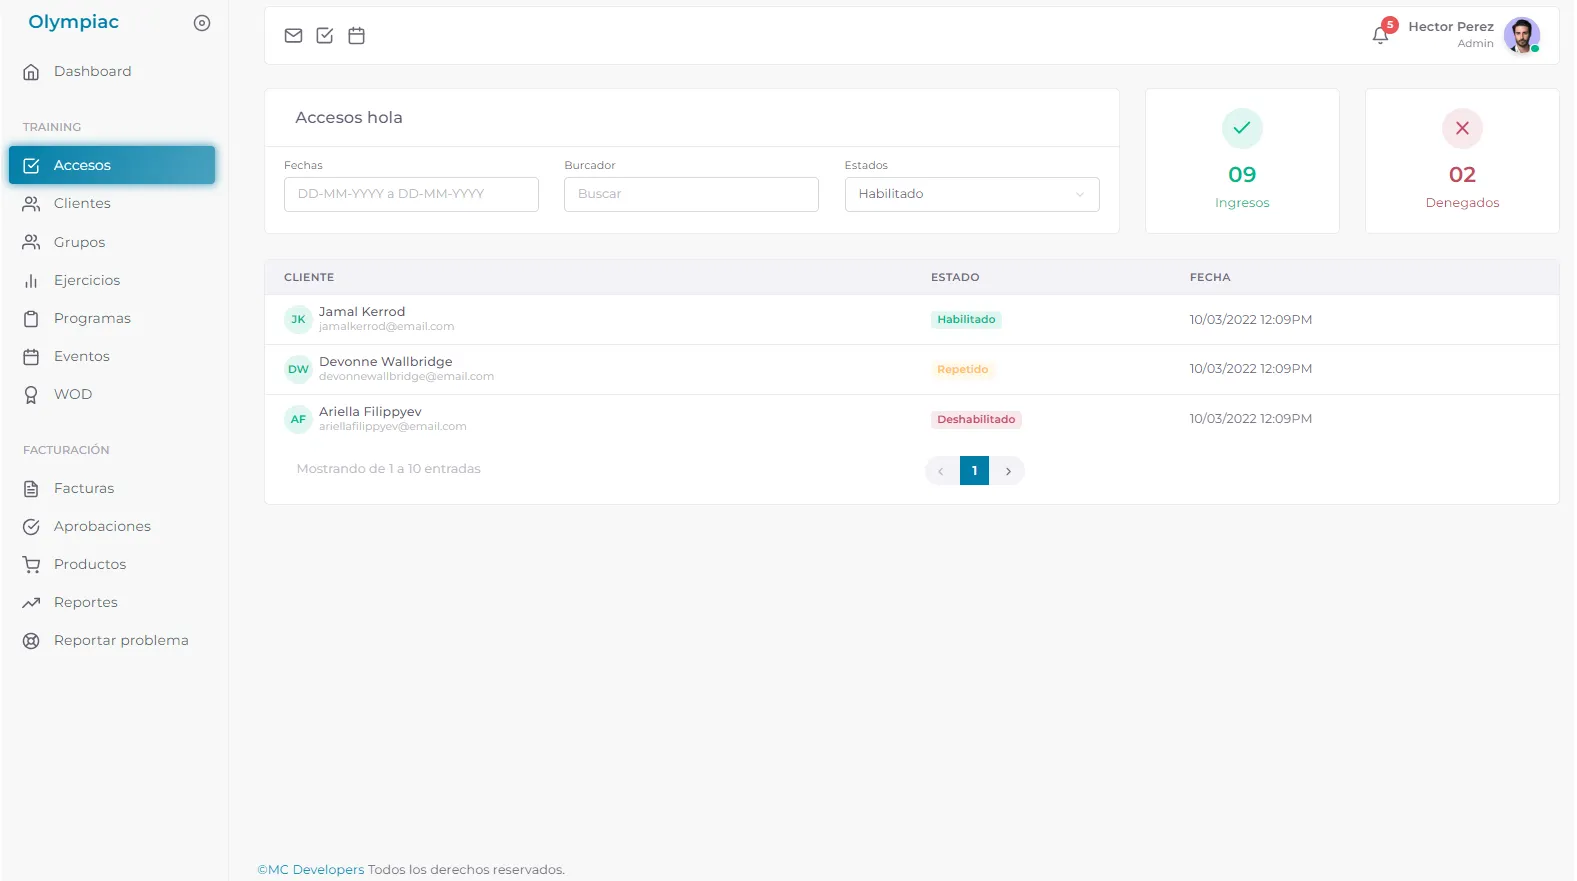 Olympiac
Dashboard
TRAINING
Accesos
Clientes
Grupos
Ejercicios
Programas
Eventos
WOD
FACTURACIÓN
Facturas
Aprobaciones
Productos
Reportes
Reportar problema
5
Hector Perez
Admin
Accesos hola
Fechas
DD-MM-YYYY a DD-MM-YYYY
Burcador
Buscar
Estados
Habilitado
09
Ingresos
02
Denegados
CLIENTE ESTADO FECHA
JK Jamal Kerrod
jamalkerrod@email.com
Habilitado
10/03/2022 12:09PM
DW Devonne Wallbridge
devonnewallbridge@email.com
Repetido
10/03/2022 12:09PM
AF Ariella Filippyev
ariellafilippyev@email.com
Deshabilitado
10/03/2022 12:09PM
Mostrando de 1 a 10 entradas
1
©MC Developers Todos los derechos reservados.